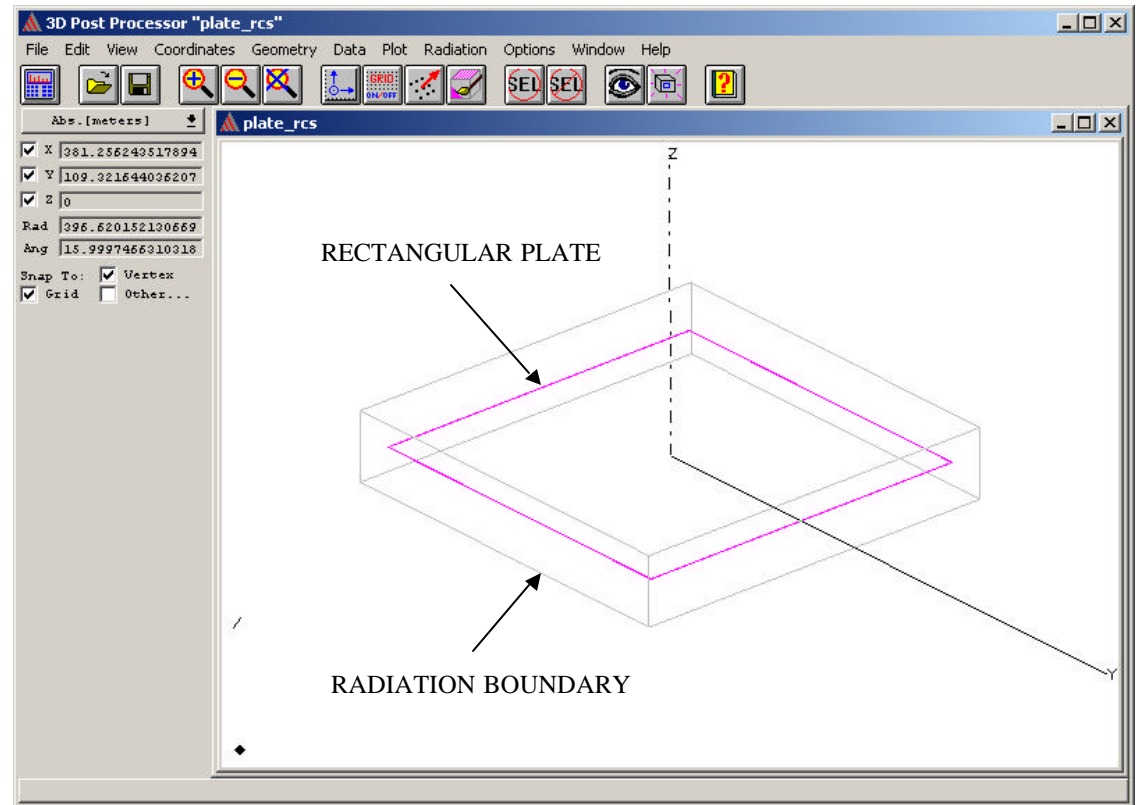 3D Post Processor "plate_rcs"
File Edit View Coordinates Geometry Data Plot Radiation Options Window Help
GRID ON/OFF SEL SEL ?
Abs.[meters]
X 381.256243517894
Y 109.321644036207
Z 0
Rad 396.620152130669
Ang 15.9997466310318
Snap To: Vertex
Grid Other...
plate_rcs
Z
RECTANGULAR PLATE
RADIATION BOUNDARY
Y